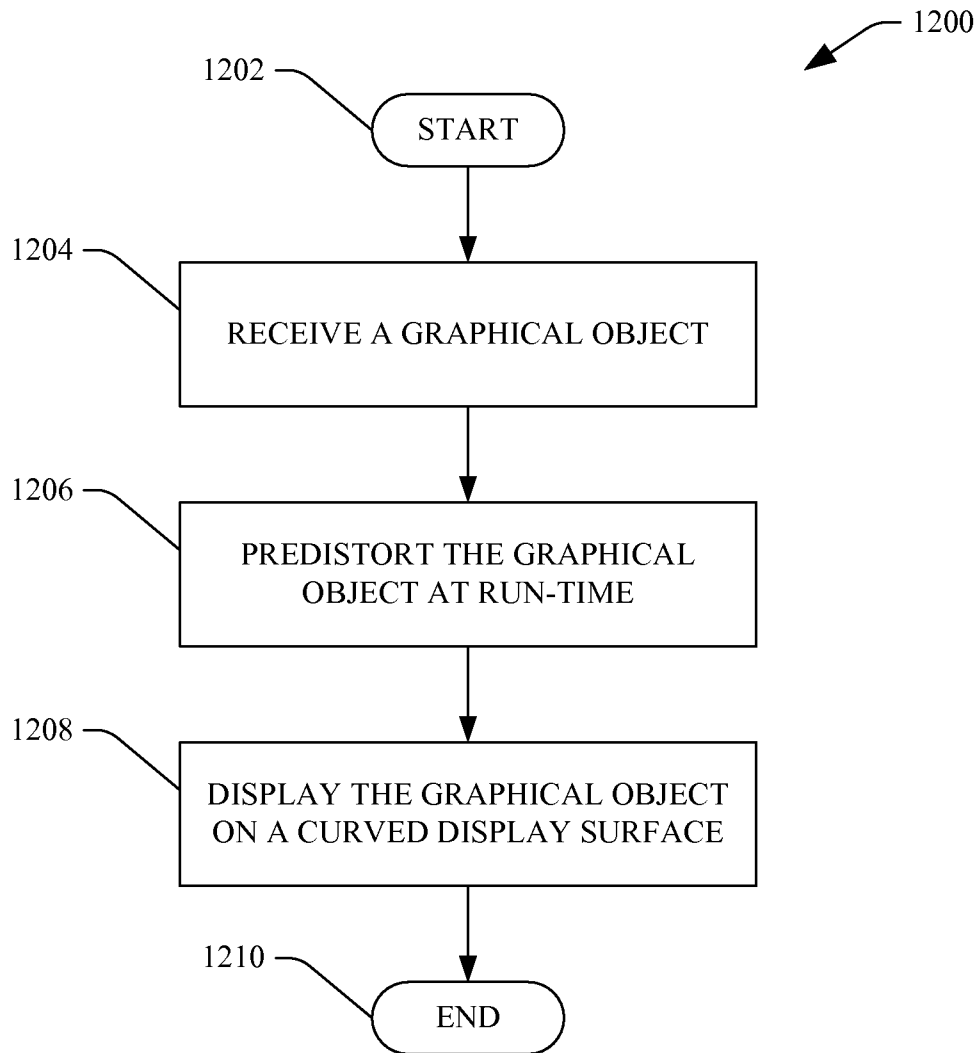 1200
1202
START
1204
RECEIVE A GRAPHICAL OBJECT
1206
PREDISTORT THE GRAPHICAL
OBJECT AT RUN-TIME
1208
DISPLAY THE GRAPHICAL OBJECT
ON A CURVED DISPLAY SURFACE
1210
END